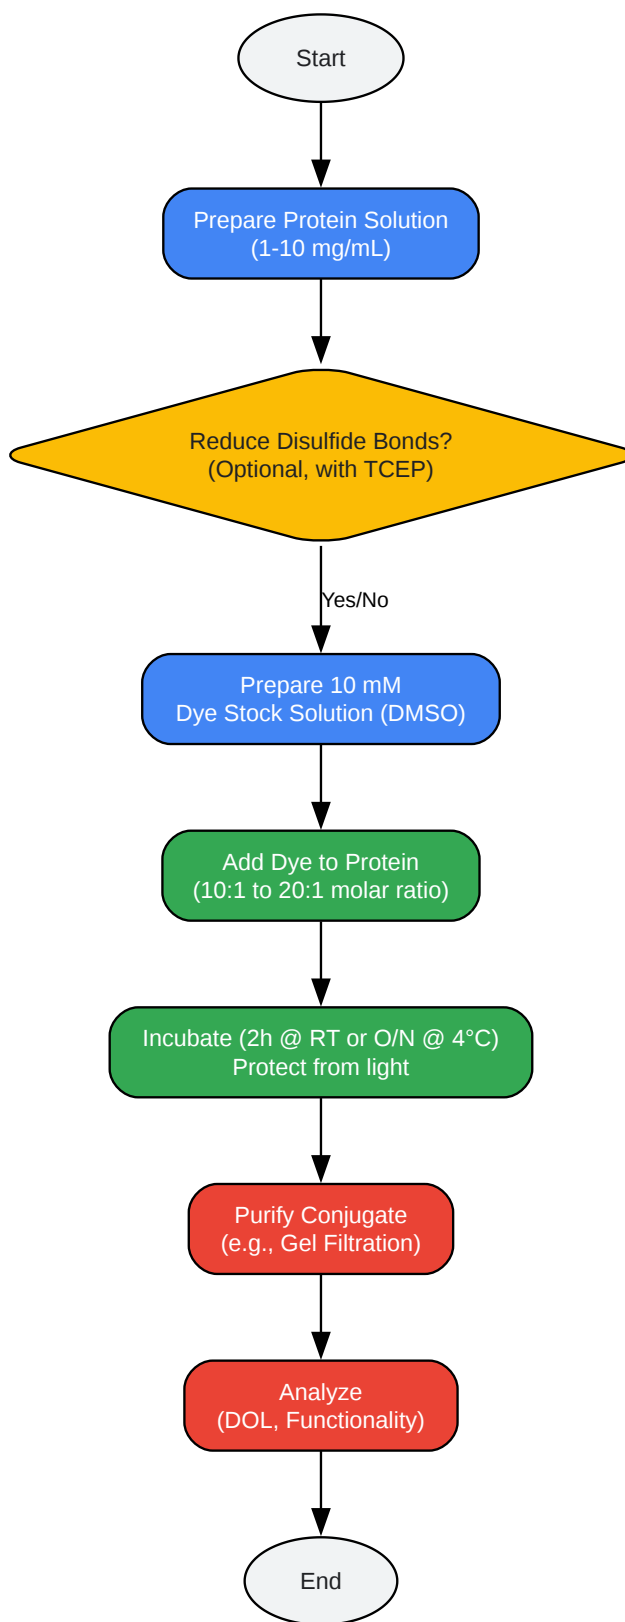 Start
Prepare Protein Solution
(1-10 mg/mL)
Reduce Disulfide Bonds?
(Optional, with TCEP)
Yes/No
Prepare 10 mM
Dye Stock Solution (DMSO)
Add Dye to Protein
(10:1 to 20:1 molar ratio)
Incubate (2h @ RT or O/N @ 4°C)
Protect from light
Purify Conjugate
(e.g., Gel Filtration)
Analyze
(DOL, Functionality)
End